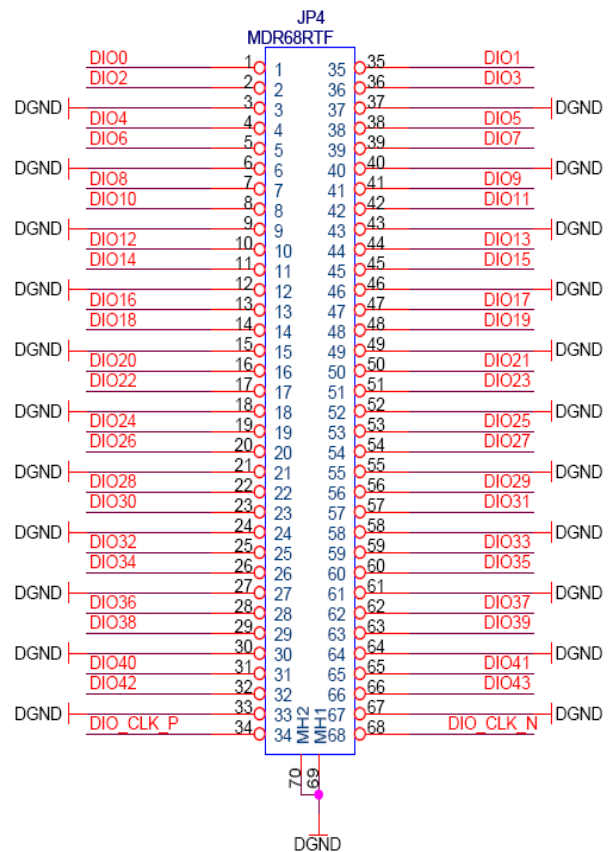 JP4
MDR68RTF
DIO0 1 1 35 35 DIO1
DIO2 2 2 36 36 DIO3
DGND 3 3 37 37 DGND
DIO4 4 4 38 38 DIO5
DIO6 5 5 39 39 DIO7
DGND 6 6 40 40 DGND
DIO8 7 7 41 41 DIO9
DIO10 8 8 42 42 DIO11
DGND 9 9 43 43 DGND
DIO12 10 10 44 44 DIO13
DIO14 11 11 45 45 DIO15
DGND 12 12 46 46 DGND
DIO16 13 13 47 47 DIO17
DIO18 14 14 48 48 DIO19
DGND 15 15 49 49 DGND
DIO20 16 16 50 50 DIO21
DIO22 17 17 51 51 DIO23
DGND 18 18 52 52 DGND
DIO24 19 19 53 53 DIO25
DIO26 20 20 54 54 DIO27
DGND 21 21 55 55 DGND
DIO28 22 22 56 56 DIO29
DIO30 23 23 57 57 DIO31
DGND 24 24 58 58 DGND
DIO32 25 25 59 59 DIO33
DIO34 26 26 60 60 DIO35
DGND 27 27 61 61 DGND
DIO36 28 28 62 62 DIO37
DIO38 29 29 63 63 DIO39
DGND 30 30 64 64 DGND
DIO40 31 31 65 65 DIO41
DIO42 32 32 66 66 DIO43
DGND 33 33 67 67 DGND
DIO_CLK_P 34 34 68 68 DIO_CLK_N
MH2 MH1
70 69
DGND